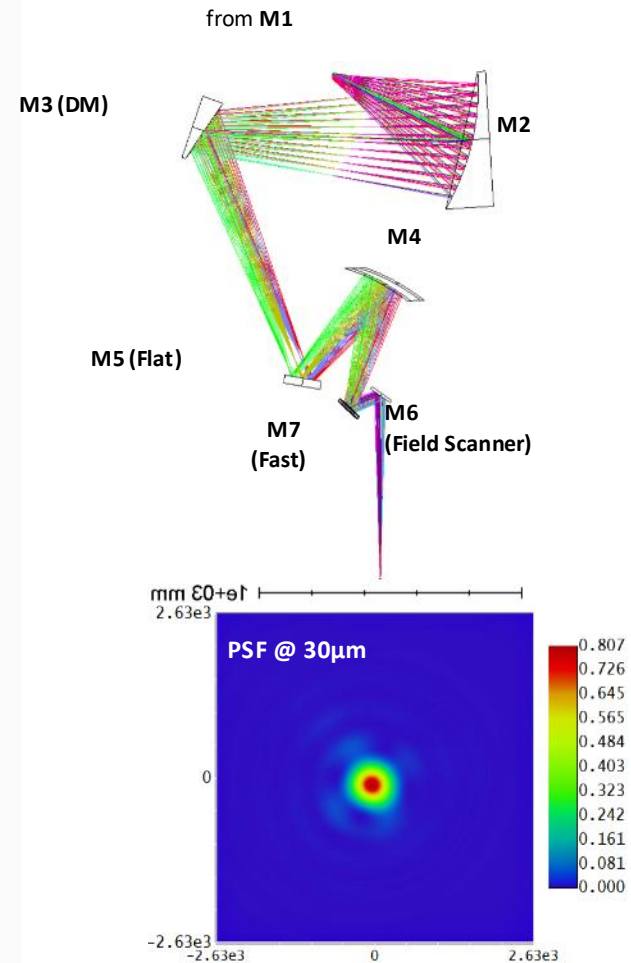 from M1
M3 (DM)
M2
M4
M5 (Flat)
M6
(Field Scanner)
M7
(Fast)
1e+03 mm
2.63e3
PSF @ 30µm
0
-2.63e3
-2.63e3
0
2.63e3
0.807
0.726
0.645
0.565
0.484
0.403
0.323
0.242
0.161
0.081
0.000